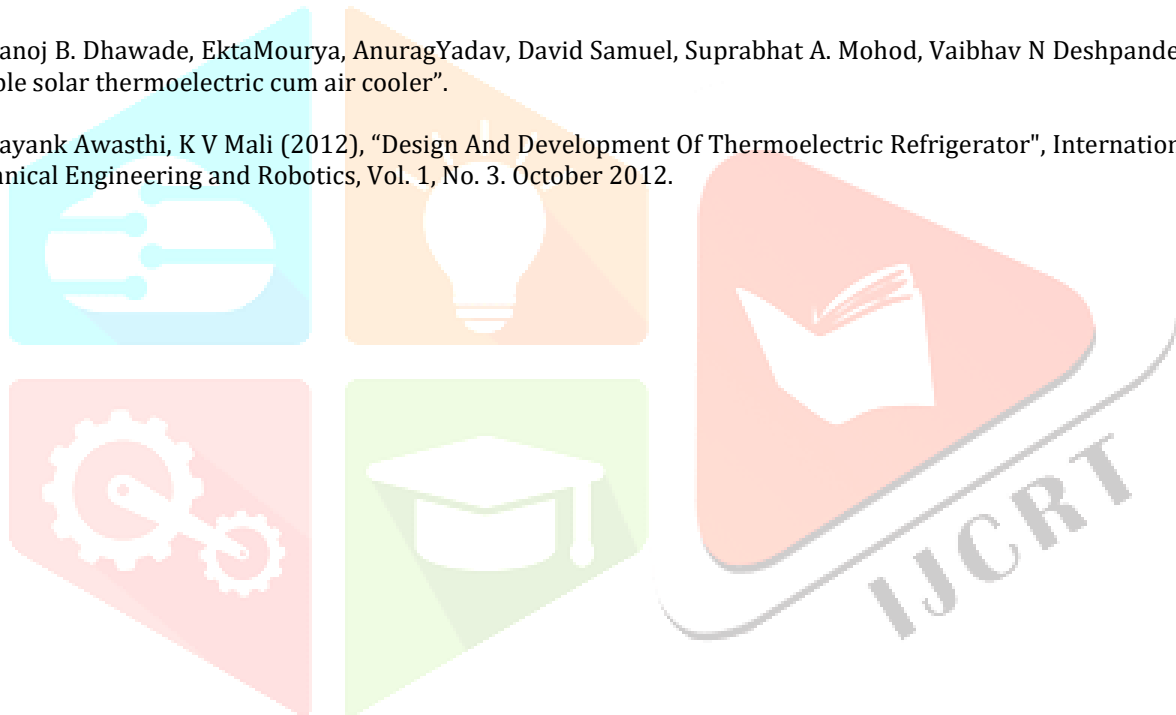 anoj B. Dhawade, EktaMourya, AnuragYadav, David Samuel, Suprabhat A. Mohod, Vaibhav N Deshpande
ble solar thermoelectric cum air cooler”.
ayank Awasthi, K V Mali (2012), “Design And Development Of Thermoelectric Refrigerator", Internation
nical Engineering and Robotics, Vol. 1, No. 3. October 2012.
IJCRT